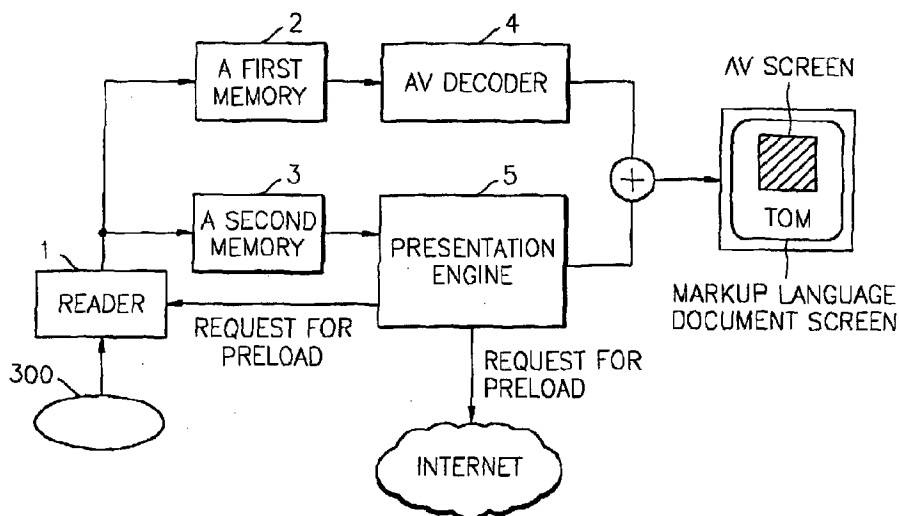 2
A FIRST
MEMORY
4
AV DECODER
AV SCREEN
3
A SECOND
MEMORY
5
PRESENTATION
ENGINE
TOM
MARKUP LANGUAGE
DOCUMENT SCREEN
1
READER
REQUEST FOR
PRELOAD
REQUEST FOR
PRELOAD
300
INTERNET